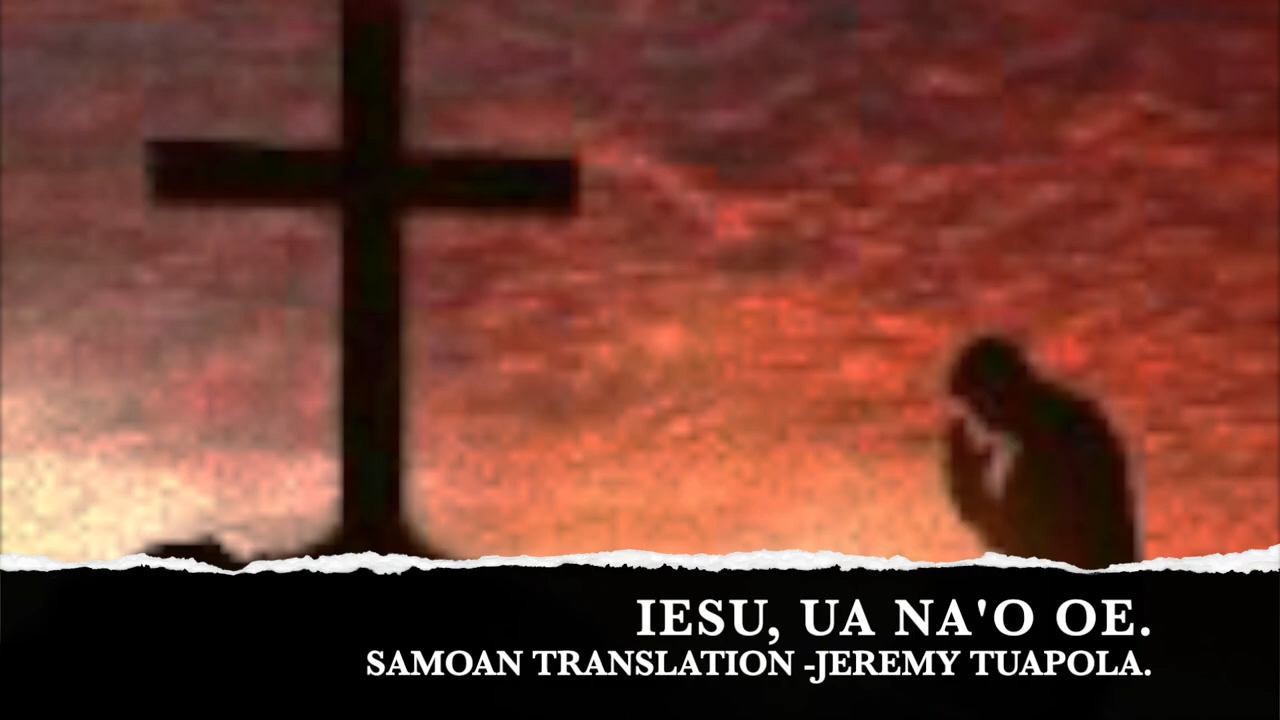 IESU, UA NA'O OE.
SAMOAN TRANSLATION -JEREMY TUAPOLA.